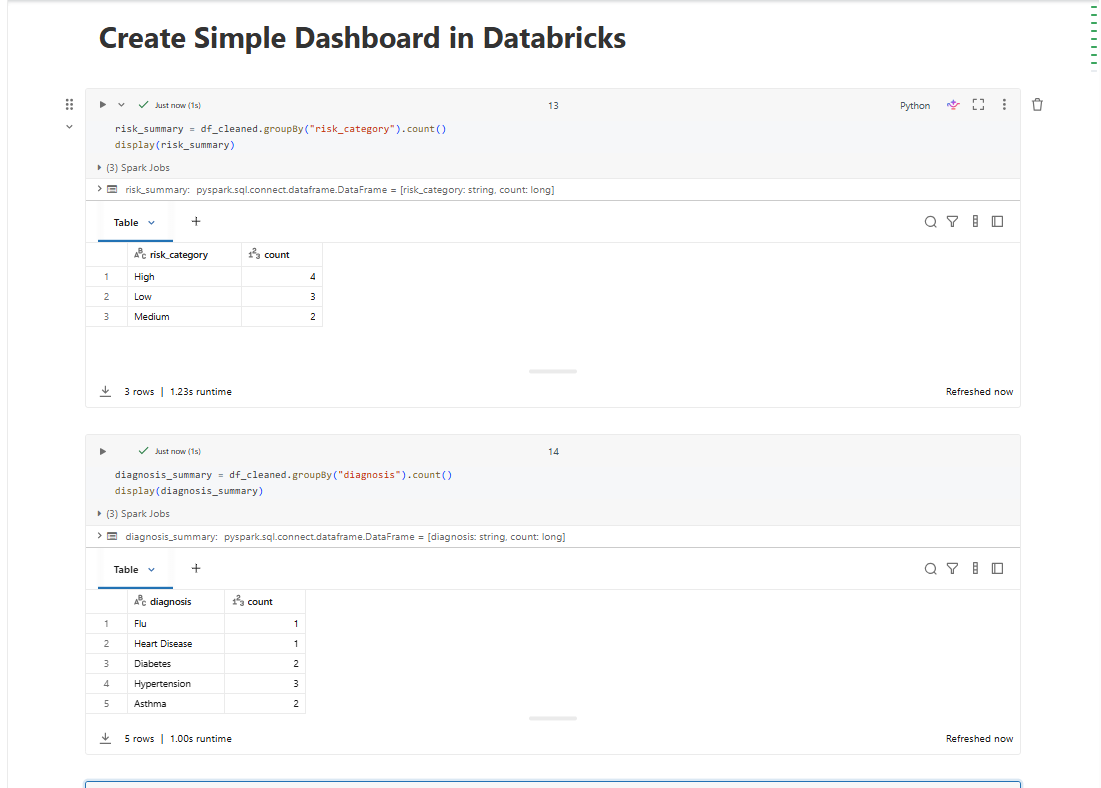 Create Simple Dashboard in Databricks
Just now (1s)
13
Python
risk_summary = df_cleaned.groupBy("risk_category").count()
display(risk_summary)
(3) Spark Jobs
risk_summary: pyspark.sql.connect.dataframe.DataFrame = [risk_category: string, count: long]
Table
+
risk_category count
1 High 4
2 Low 3
3 Medium 2
3 rows | 1.23s runtime
Refreshed now
Just now (1s)
14
diagnosis_summary = df_cleaned.groupBy("diagnosis").count()
display(diagnosis_summary)
(3) Spark Jobs
diagnosis_summary: pyspark.sql.connect.dataframe.DataFrame = [diagnosis: string, count: long]
Table
+
diagnosis count
1 Flu 1
2 Heart Disease 1
3 Diabetes 2
4 Hypertension 3
5 Asthma 2
5 rows | 1.00s runtime
Refreshed now